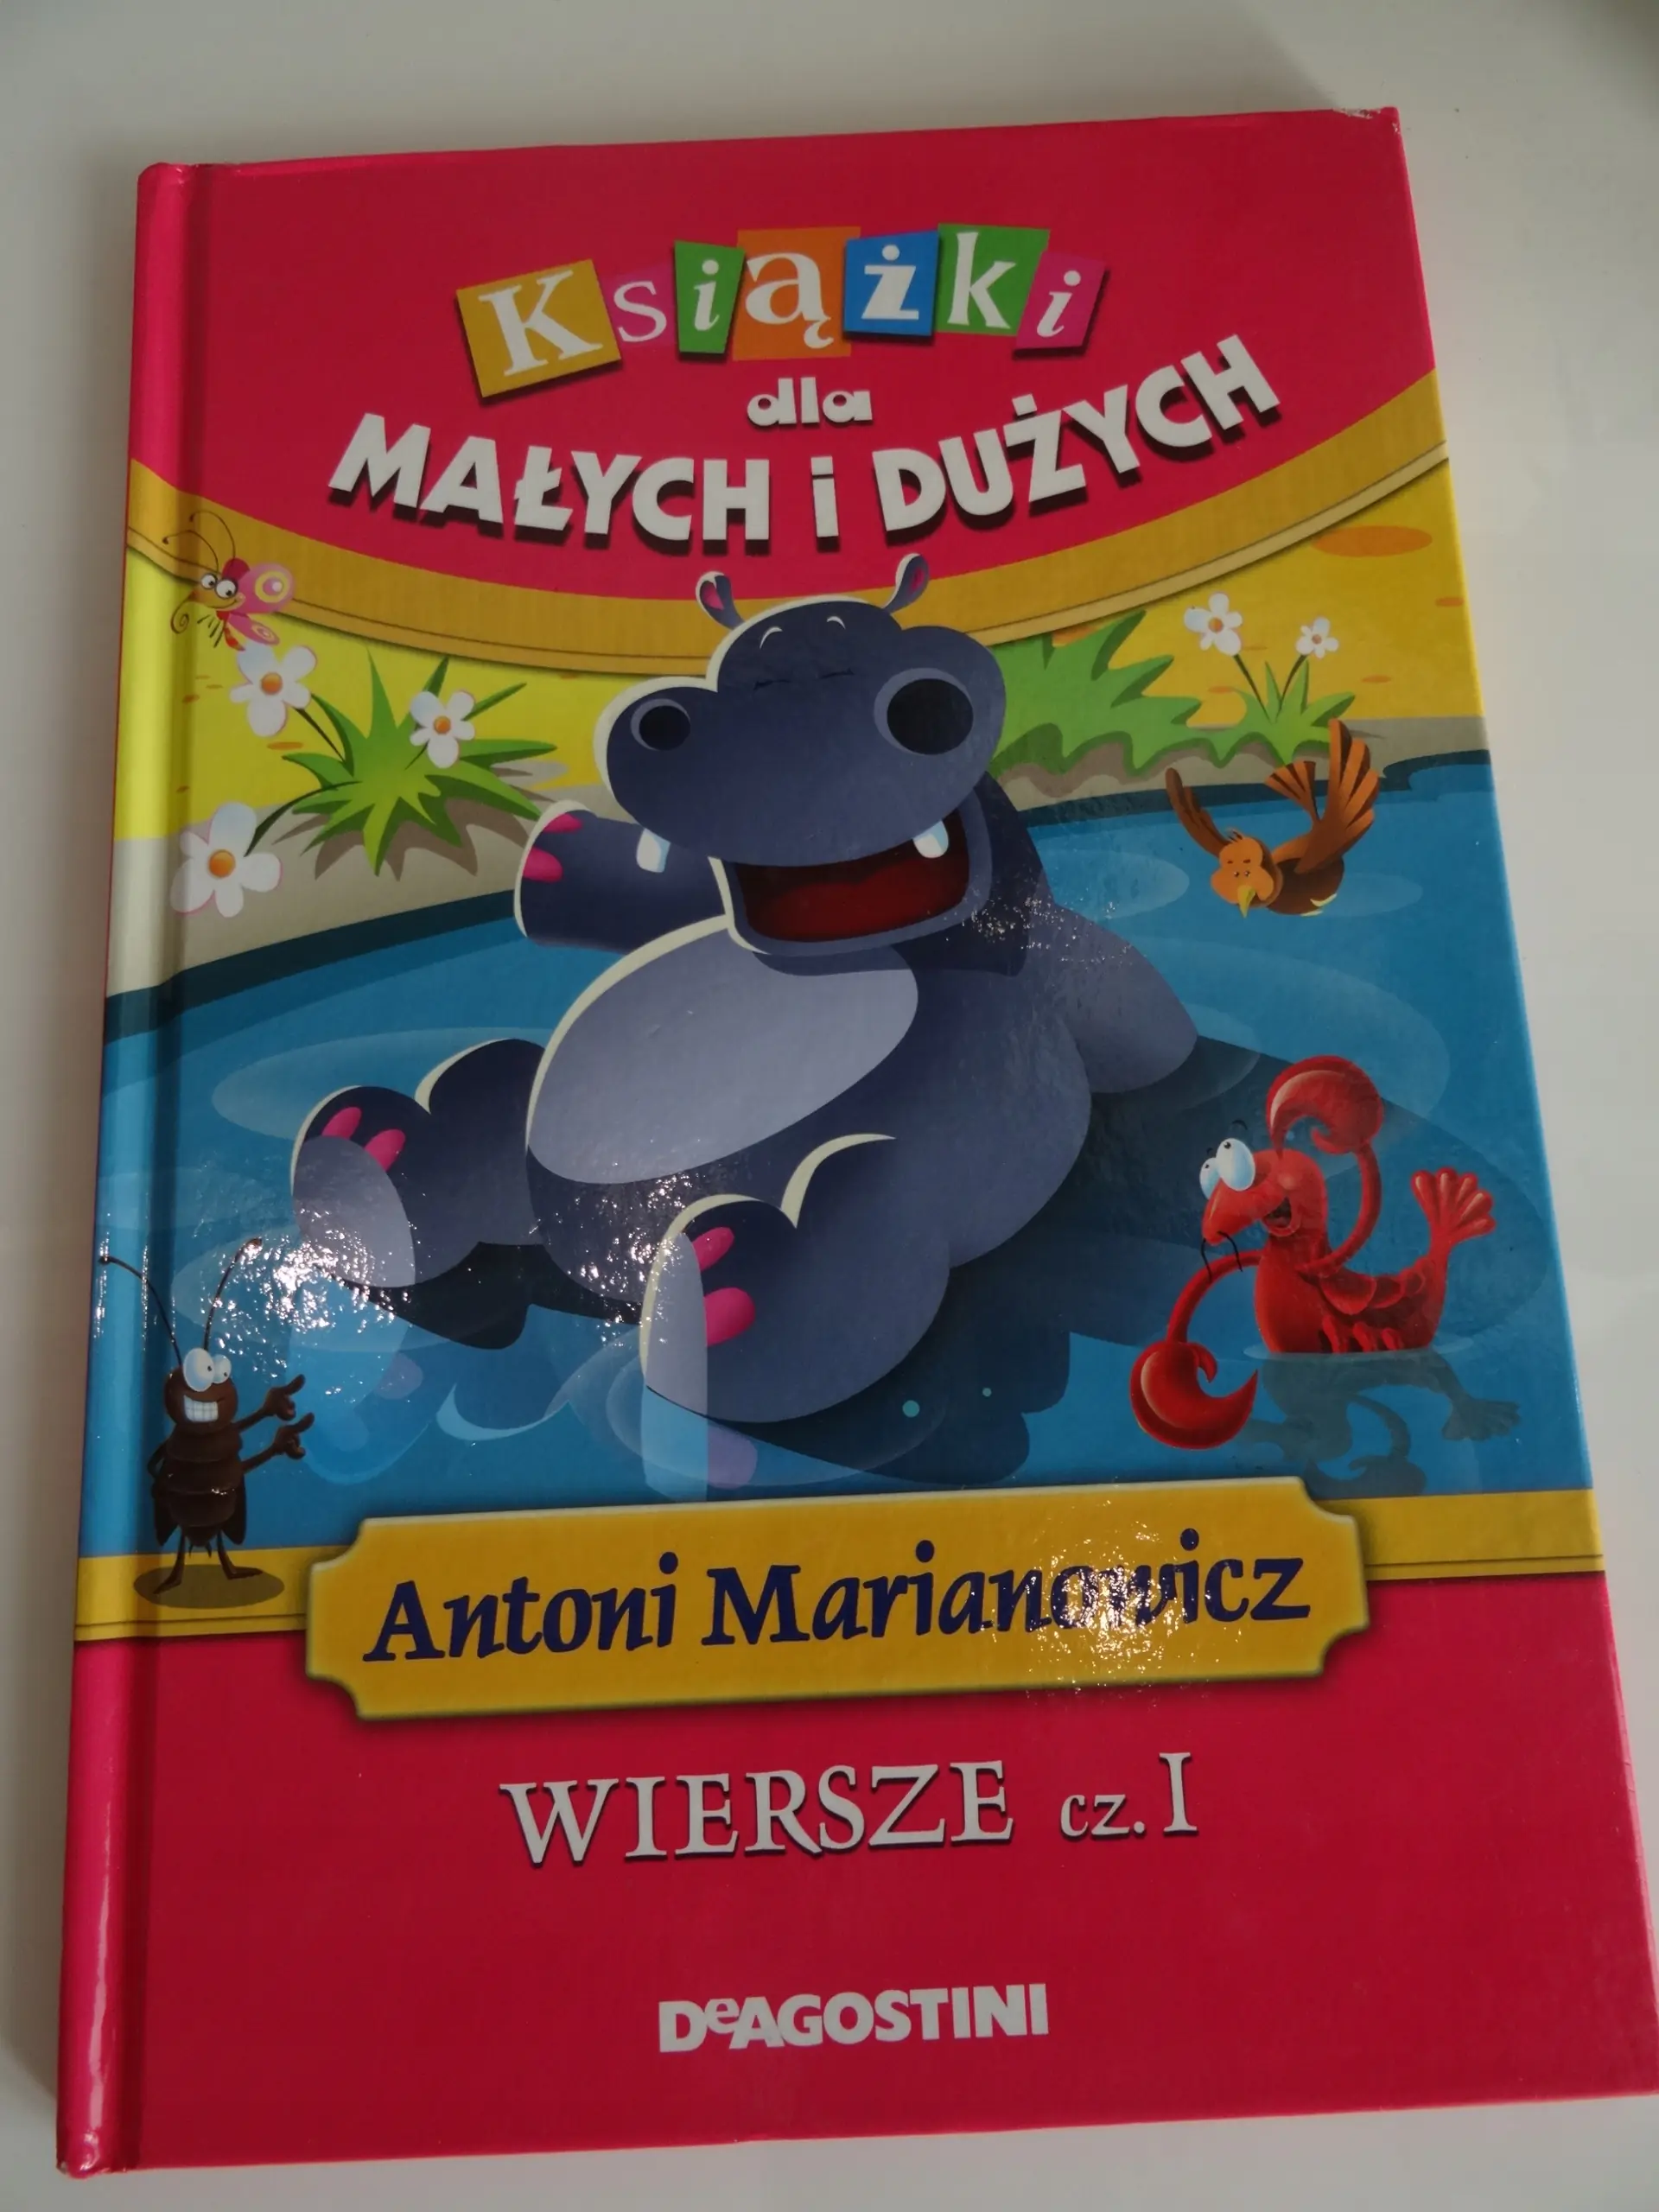 Książki
dla
MAŁYCH i DUŻYCH
Antoni Marianowicz
WIERSZE cz. I
DeAGOSTINI